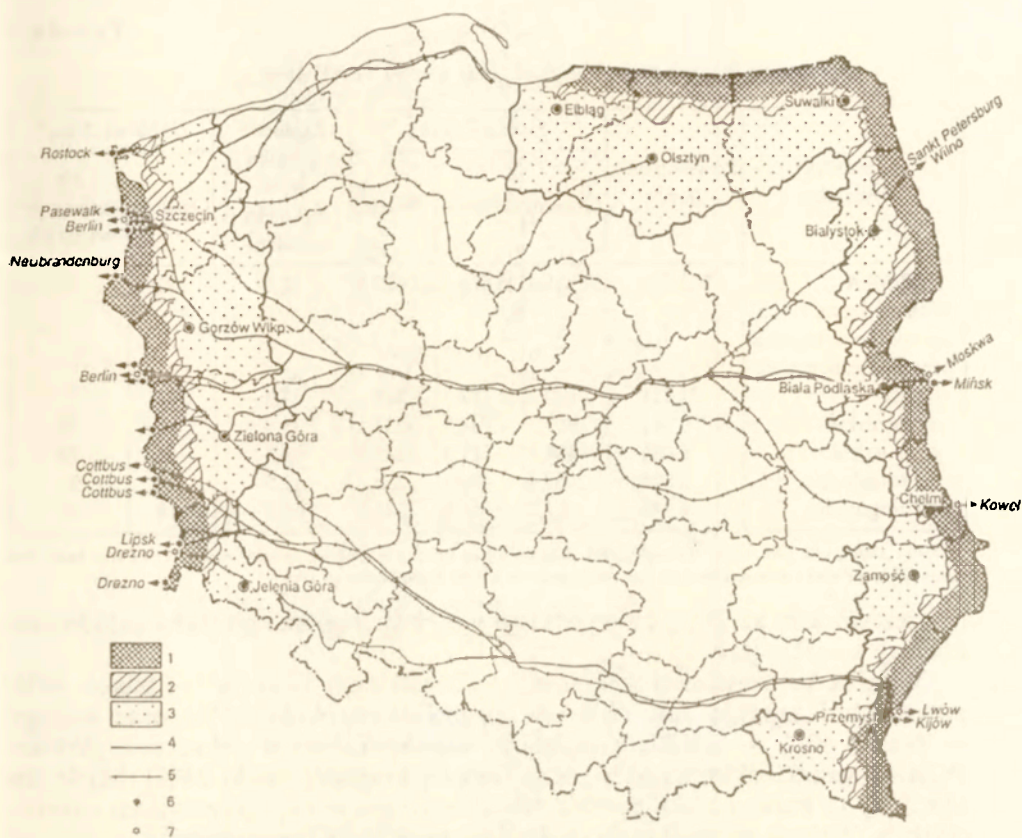 Elbląg
Suwałki
Rostock
Olsztyn
Sankt Petersburg
Wilno
Pasewalk
Szczecin
Berlin
Białystok
Neubrandenburg
Gorzów Wlkp.
Berlin
Moskwa
Biała Podlaska
Mińsk
Zielona Góra
Cottbus
Cottbus
Cottbus
Chełm
Kowel
Lipsk
Drezno
Drezno
Jelenia Góra
Zamość
1
2
3
4
5
6
7
Lwów
Przemyśl
Kijów
Krosno